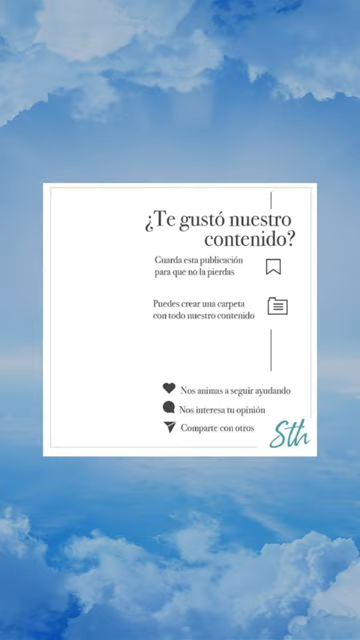 ¿Te gustó nuestro
contenido?
Guarda esta publicación
para que no la pierdas
Puedes crear una carpeta
con todo nuestro contenido
Nos animas a seguir ayudando
Nos interesa tu opinión
Comparte con otros
Sth